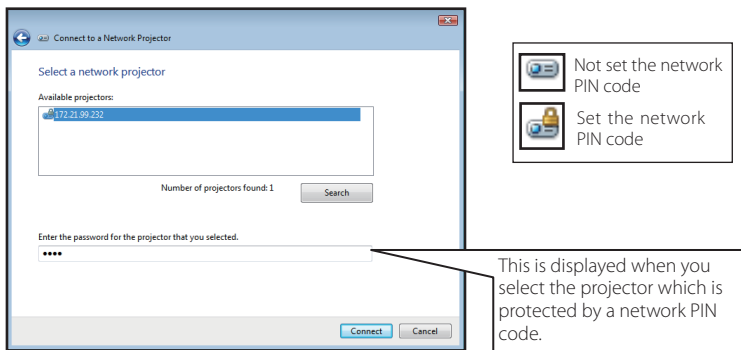 Connect to a Network Projector
Select a network projector
Available projectors:
172.21.99.232
Number of projectors found: 1
Search
Enter the password for the projector that you selected.
••••
Connect
Cancel
Not set the network
PIN code
Set the network
PIN code
This is displayed when you
select the projector which is
protected by a network PIN
code.